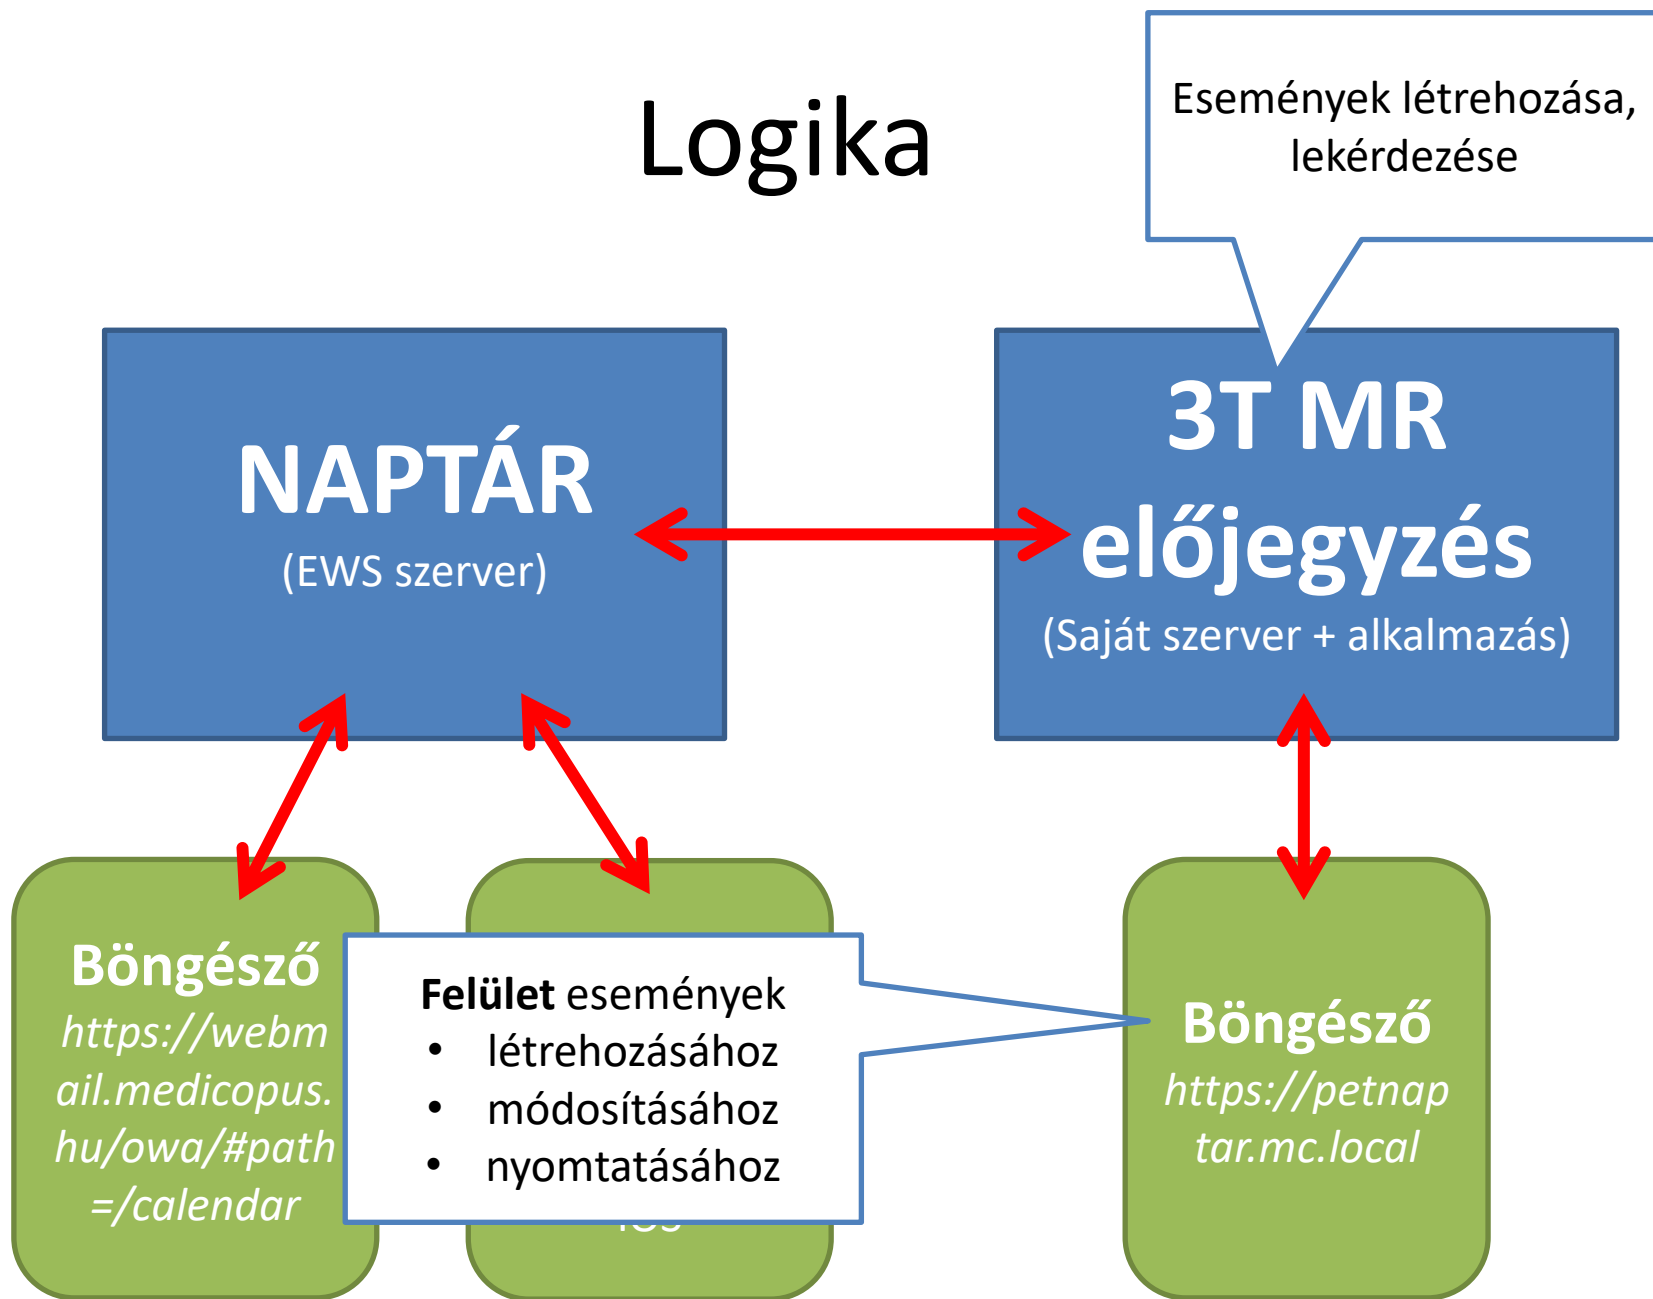 Logika
Események létrehozása,
lekérdezése
NAPTÁR
(EWS szerver)
3T MR
előjegyzés
(Saját szerver + alkalmazás)
Böngésző
https://webm
ail.medicopus.
hu/owa/#path
=/calendar
Felület események
• létrehozásához
• módosításához
• nyomtatásához
Böngésző
https://petnap
tar.mc.local